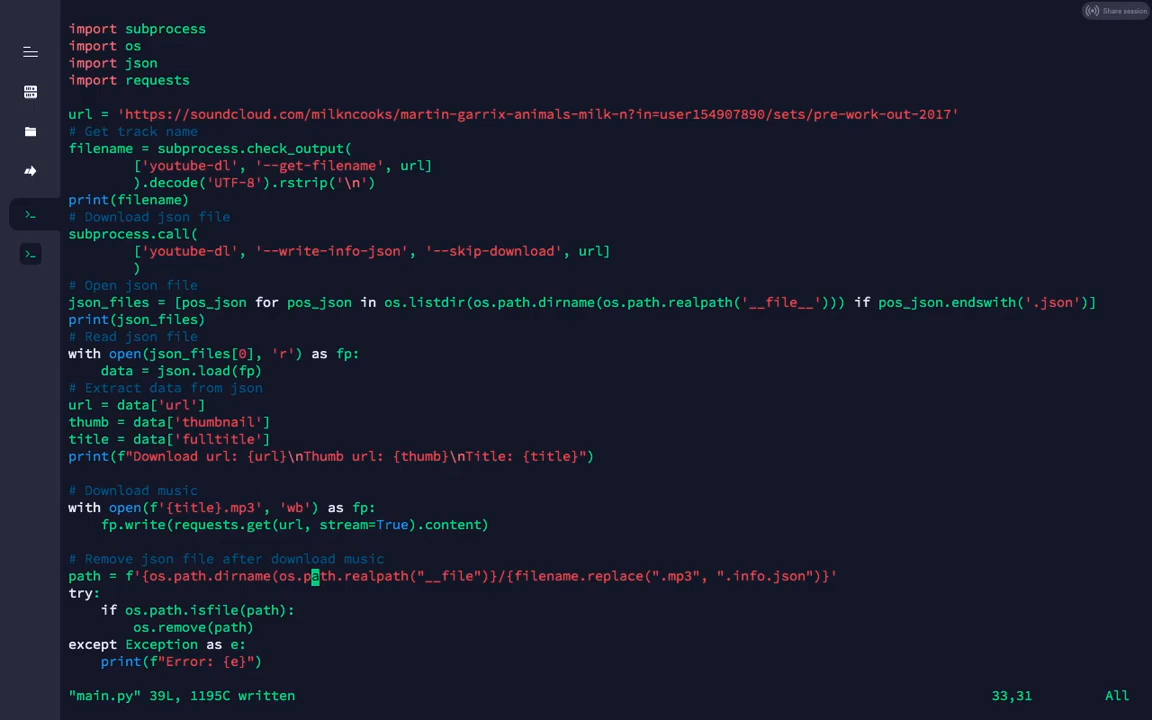 Share session
import subprocess
import os
import json
import requests
url = 'https://soundcloud.com/milkncooks/martin-garrix-animals-milk-n?in=user154907890/sets/pre-work-out-2017'
# Get track name
filename = subprocess.check_output(
['youtube-dl', '--get-filename', url]
).decode('UTF-8').rstrip('\n')
print(filename)
# Download json file
subprocess.call(
['youtube-dl', '--write-info-json', '--skip-download', url]
)
# Open json file
json_files = [pos_json for pos_json in os.listdir(os.path.dirname(os.path.realpath('__file__'))) if pos_json.endswith('.json')]
print(json_files)
# Read json file
with open(json_files[0], 'r') as fp:
data = json.load(fp)
# Extract data from json
url = data['url']
thumb = data['thumbnail']
title = data['fulltitle']
print(f"Download url: {url}\nThumb url: {thumb}\nTitle: {title}")
# Download music
with open(f'{title}.mp3', 'wb') as fp:
fp.write(requests.get(url, stream=True).content)
# Remove json file after download music
path = f'{os.path.dirname(os.path.realpath("__file")}/{filename.replace(".mp3", ".info.json")}'
try:
if os.path.isfile(path):
os.remove(path)
except Exception as e:
print(f"Error: {e}")
"main.py" 39L, 1195C written 33,31 All